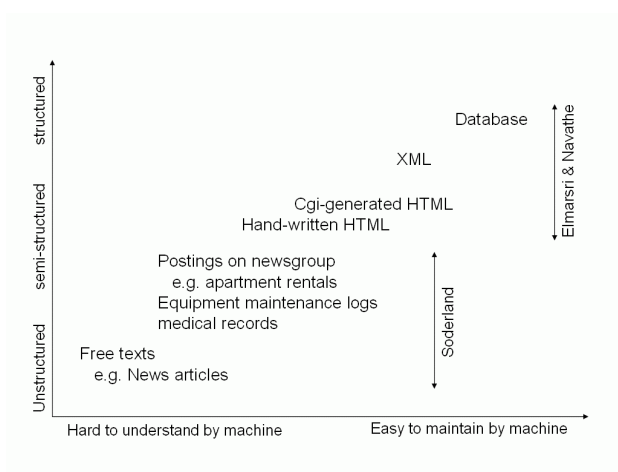 structured
semi-structured
Unstructured
Database
XML
Cgi-generated HTML
Hand-written HTML
Postings on newsgroup
e.g. apartment rentals
Equipment maintenance logs
medical records
Free texts
e.g. News articles
Elmarsri & Navathe
Soderland
Hard to understand by machine
Easy to maintain by machine